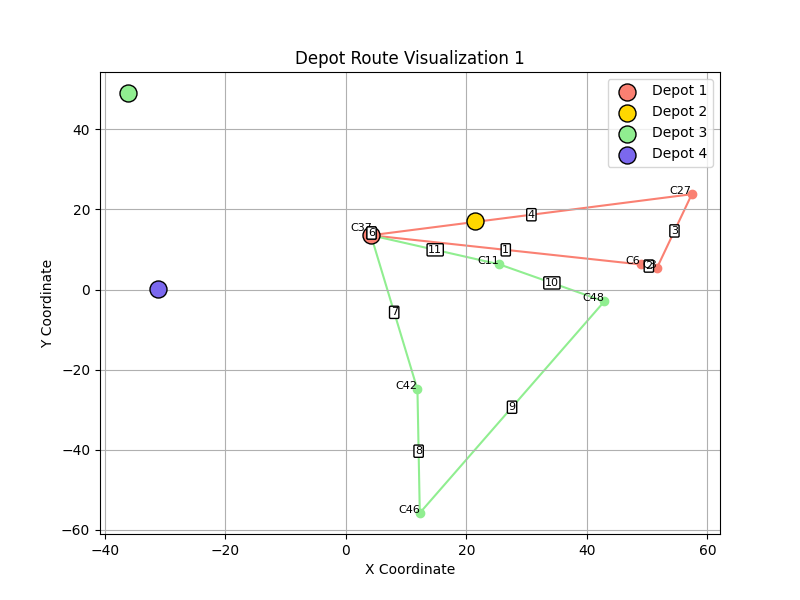 Depot Route Visualization 1
Depot 1
Depot 2
Depot 3
Depot 4
40
20
0
−20
−40
−60
Y Coordinate
C27
4
3
C37
6
11
1
C6
2
C11
10
C48
7
C42
9
8
C46
−40
−20
0
20
40
60
X Coordinate